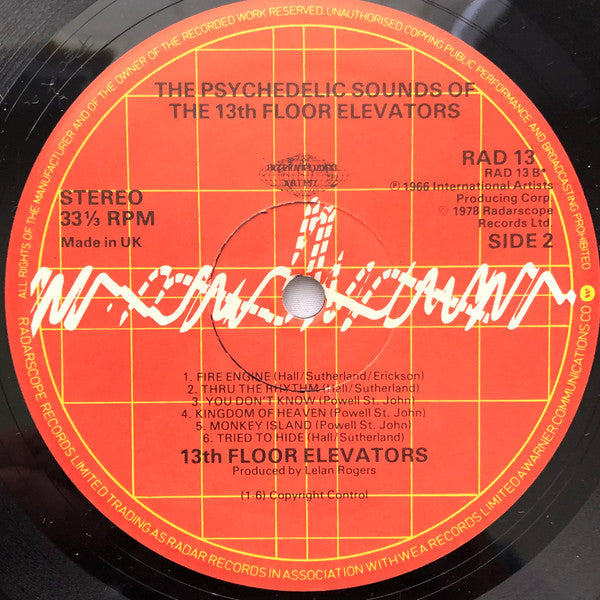 ALL RIGHTS OF THE MANUFACTURER AND OF THE OWNER OF THE RECORDED WORK RESERVED. UNAUTHORISED COPYING PUBLIC PERFORMANCE AND BROADCASTING PROHIBITED
THE PSYCHEDELIC SOUNDS OF
THE 13th FLOOR ELEVATORS
STEREO
33⅓ RPM
Made in UK
RAD 13
RAD 13 B*
℗ 1966 International Artists
Producing Corp.
© 1978 Radarscope
Records Ltd.
SIDE 2
1. FIRE ENGINE (Hall/Sutherland/Erickson)
2. THRU THE RHYTHM (Hall/Sutherland)
3. YOU DON'T KNOW (Powell St. John)
4. KINGDOM OF HEAVEN (Powell St. John)
5. MONKEY ISLAND (Powell St. John)
6. TRIED TO HIDE (Hall/Sutherland)
13th FLOOR ELEVATORS
Produced by Lelan Rogers
(1-6) Copyright Control
RADARSCOPE RECORDS LIMITED TRADING AS RADAR RECORDS IN ASSOCIATION WITH WEA RECORDS LIMITED A WARNER COMMUNICATIONS CO